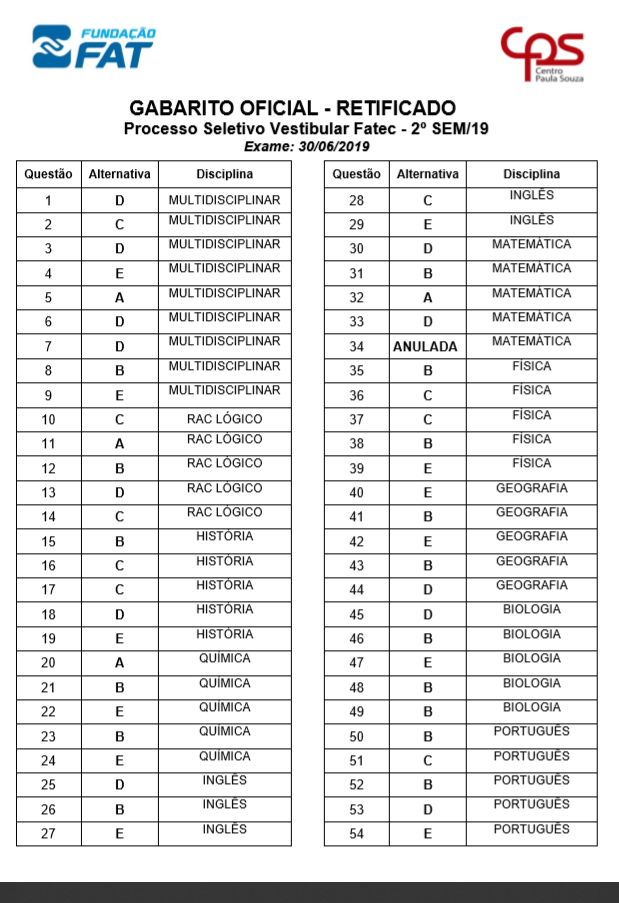 FUNDAÇÃO
FAT
CPS
Centro
Paula Souza
GABARITO OFICIAL - RETIFICADO
Processo Seletivo Vestibular Fatec - 2º SEM/19
Exame: 30/06/2019
Questão Alternativa Disciplina
1 D MULTIDISCIPLINAR
2 C MULTIDISCIPLINAR
3 D MULTIDISCIPLINAR
4 E MULTIDISCIPLINAR
5 A MULTIDISCIPLINAR
6 D MULTIDISCIPLINAR
7 D MULTIDISCIPLINAR
8 B MULTIDISCIPLINAR
9 E MULTIDISCIPLINAR
10 C RAC LÓGICO
11 A RAC LÓGICO
12 B RAC LÓGICO
13 D RAC LÓGICO
14 C RAC LÓGICO
15 B HISTÓRIA
16 C HISTÓRIA
17 C HISTÓRIA
18 D HISTÓRIA
19 E HISTÓRIA
20 A QUÍMICA
21 B QUÍMICA
22 E QUÍMICA
23 B QUÍMICA
24 E QUÍMICA
25 D INGLÊS
26 B INGLÊS
27 E INGLÊS
Questão Alternativa Disciplina
28 C INGLÊS
29 E INGLÊS
30 D MATEMÁTICA
31 B MATEMÁTICA
32 A MATEMÁTICA
33 D MATEMÁTICA
34 ANULADA MATEMÁTICA
35 B FÍSICA
36 C FÍSICA
37 C FÍSICA
38 B FÍSICA
39 E FÍSICA
40 E GEOGRAFIA
41 B GEOGRAFIA
42 E GEOGRAFIA
43 B GEOGRAFIA
44 D GEOGRAFIA
45 D BIOLOGIA
46 B BIOLOGIA
47 E BIOLOGIA
48 B BIOLOGIA
49 B BIOLOGIA
50 B PORTUGUÊS
51 C PORTUGUÊS
52 B PORTUGUÊS
53 D PORTUGUÊS
54 E PORTUGUÊS